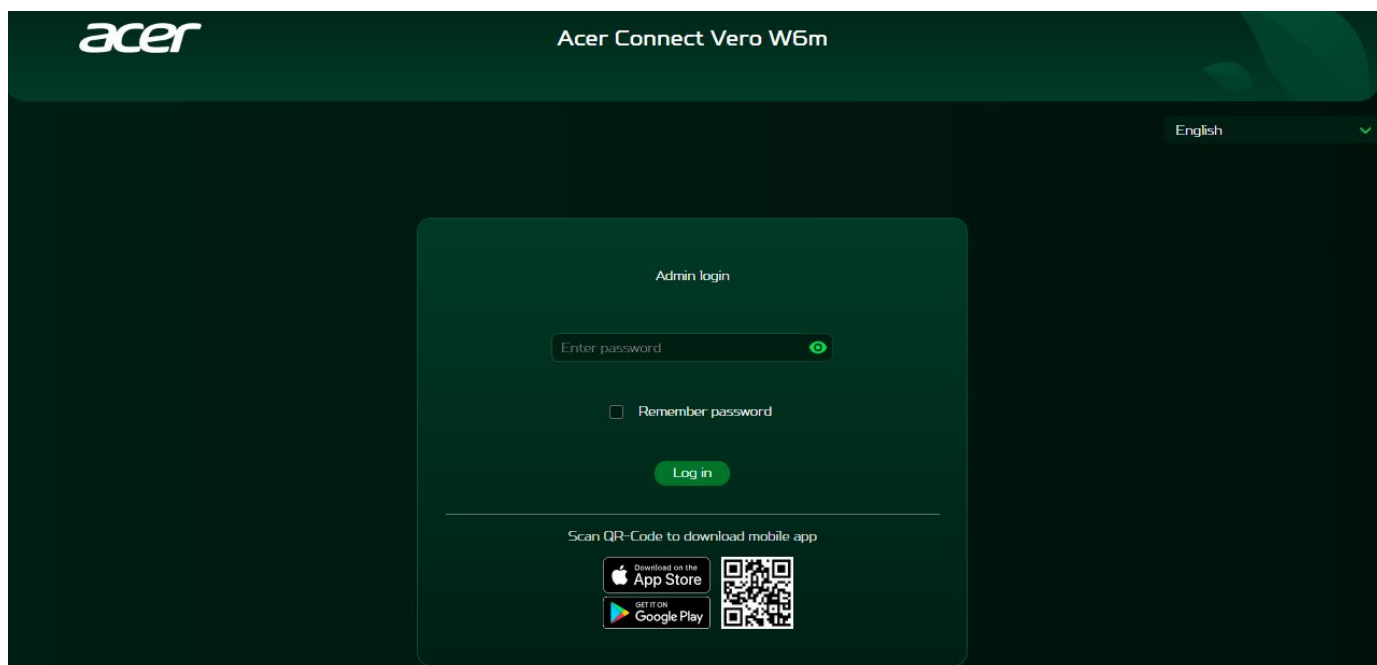 acer
Acer Connect Vero W6m
English
Admin login
Enter password
Remember password
Log in
Scan QR-Code to download mobile app
Download on the
App Store
GET IT ON
Google Play